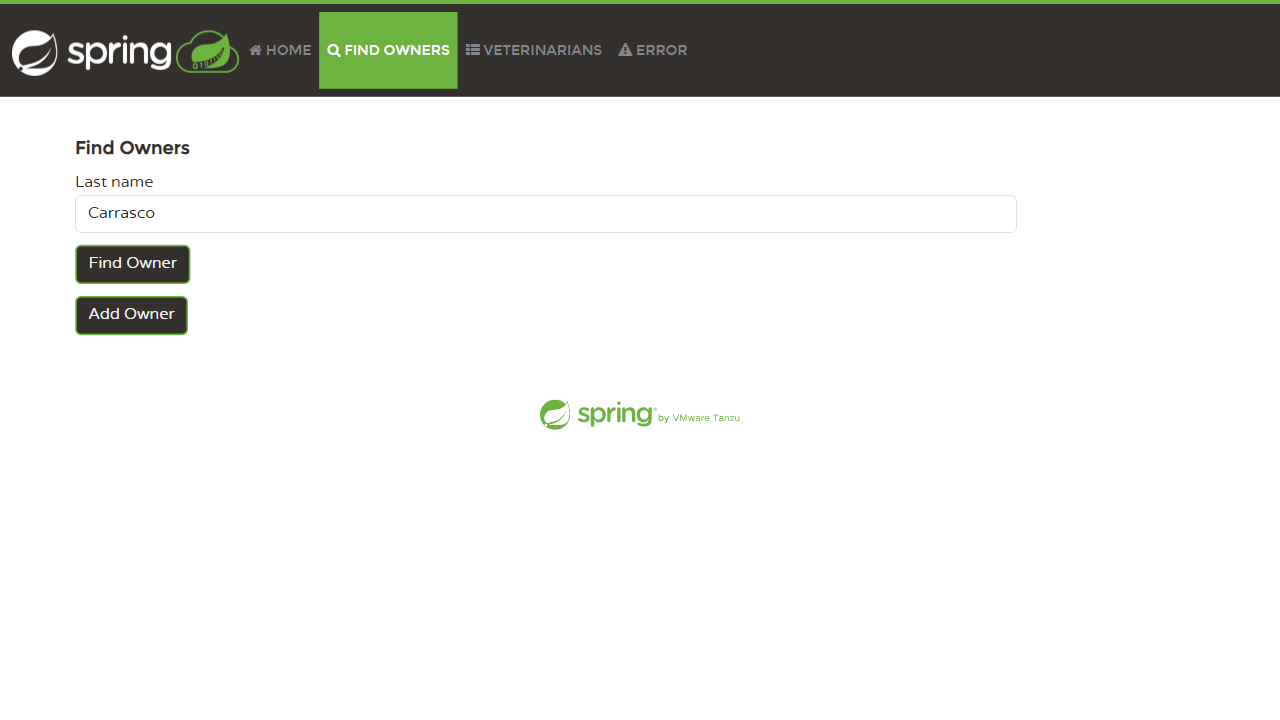 spring HOME FIND OWNERS VETERINARIANS ERROR
Find Owners
Last name
Carrasco
Find Owner
Add Owner
spring by VMware Tanzu